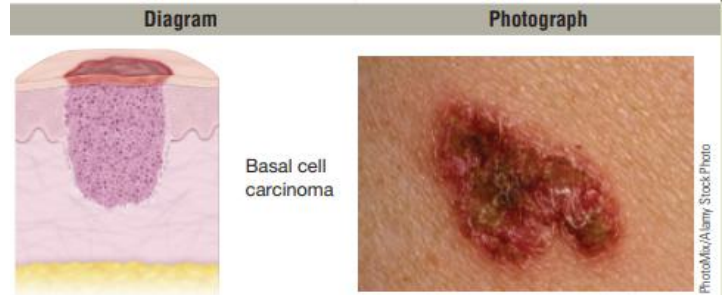 Diagram
Photograph
Basal cell
carcinoma
PhotoMix/Alamy Stock Photo